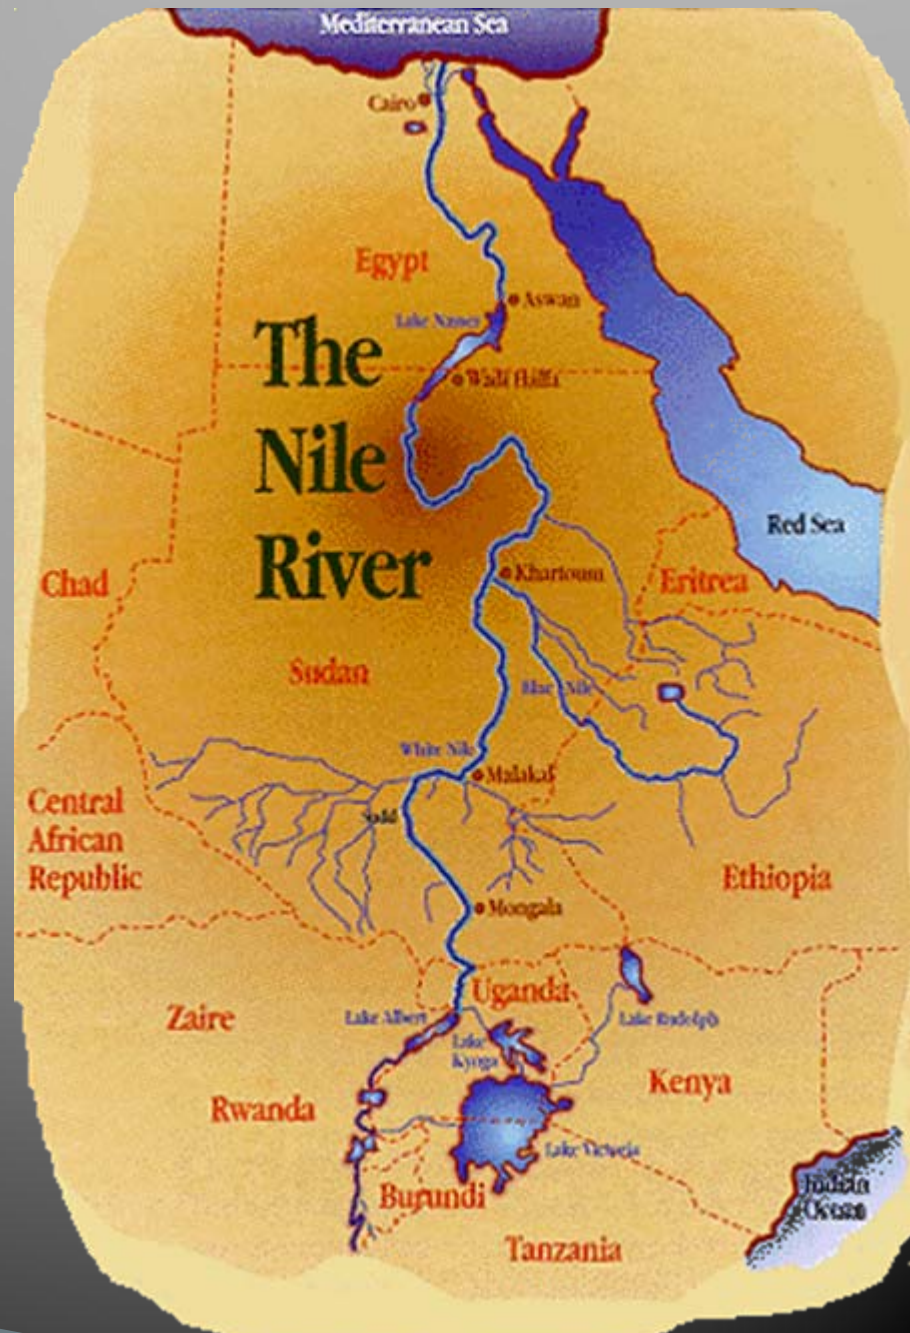 Mediterranean Sea
Cairo
Egypt
Aswan
Lake Nasser
Wadi Halfa
The
Nile
River
Red Sea
Chad
Khartoum
Eritrea
Sudan
Blue Nile
White Nile
Malakal
Central
African
Republic
Sudd
Ethiopia
Mongala
Zaire
Uganda
Lake Albert
Lake Rudolph
Lake
Kyoga
Kenya
Rwanda
Lake Victoria
Burundi
Indian
Ocean
Tanzania